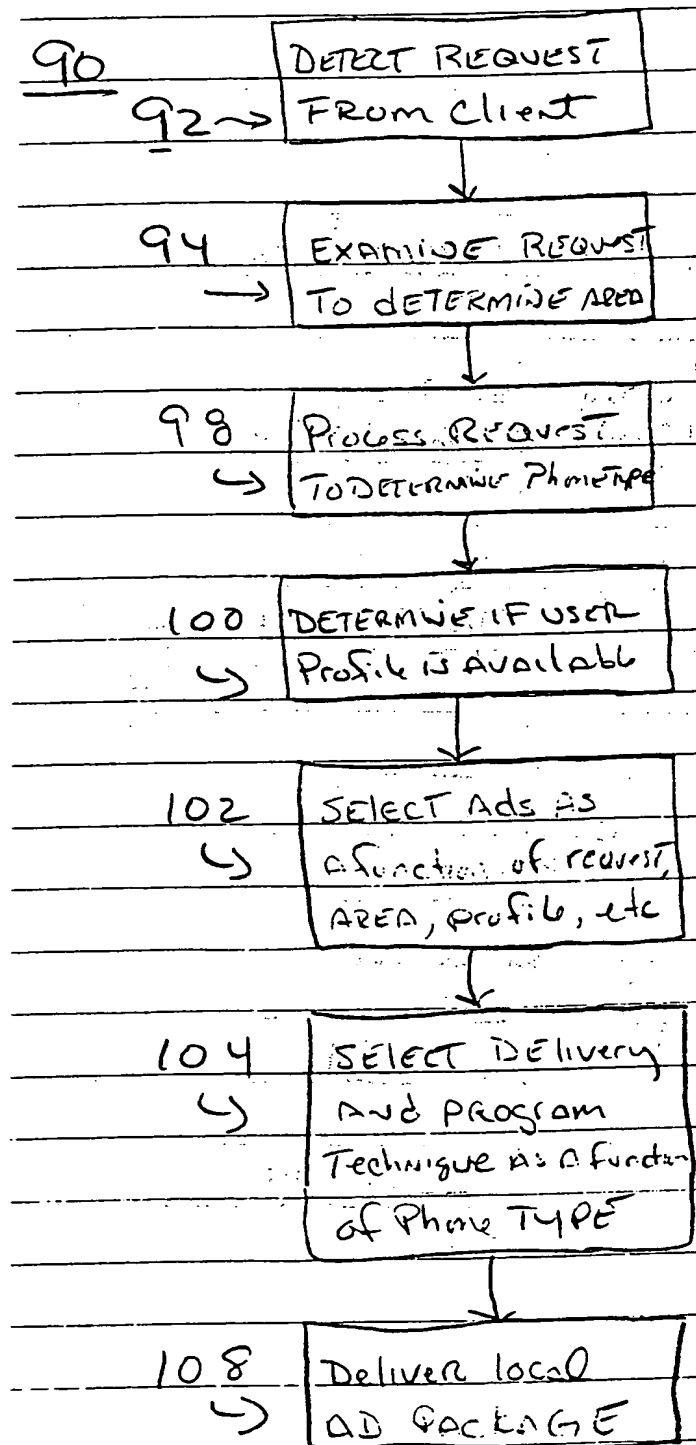 90
92 DETECT REQUEST
FROM Client
94 EXAMINE REQUEST
TO dETERMINE AREA
98 Process REQUEST
TO DETERMINE PhoneType
100 DETERMINE IF USER
Profile is AVAilAble
102 SELECT Ads AS
A function of request,
AREA, profile, etc
104 SELECT DElivery
ANd PROGRAM
Technique As A function
of Phone TYPE
108 Deliver local
AD PACKAGE